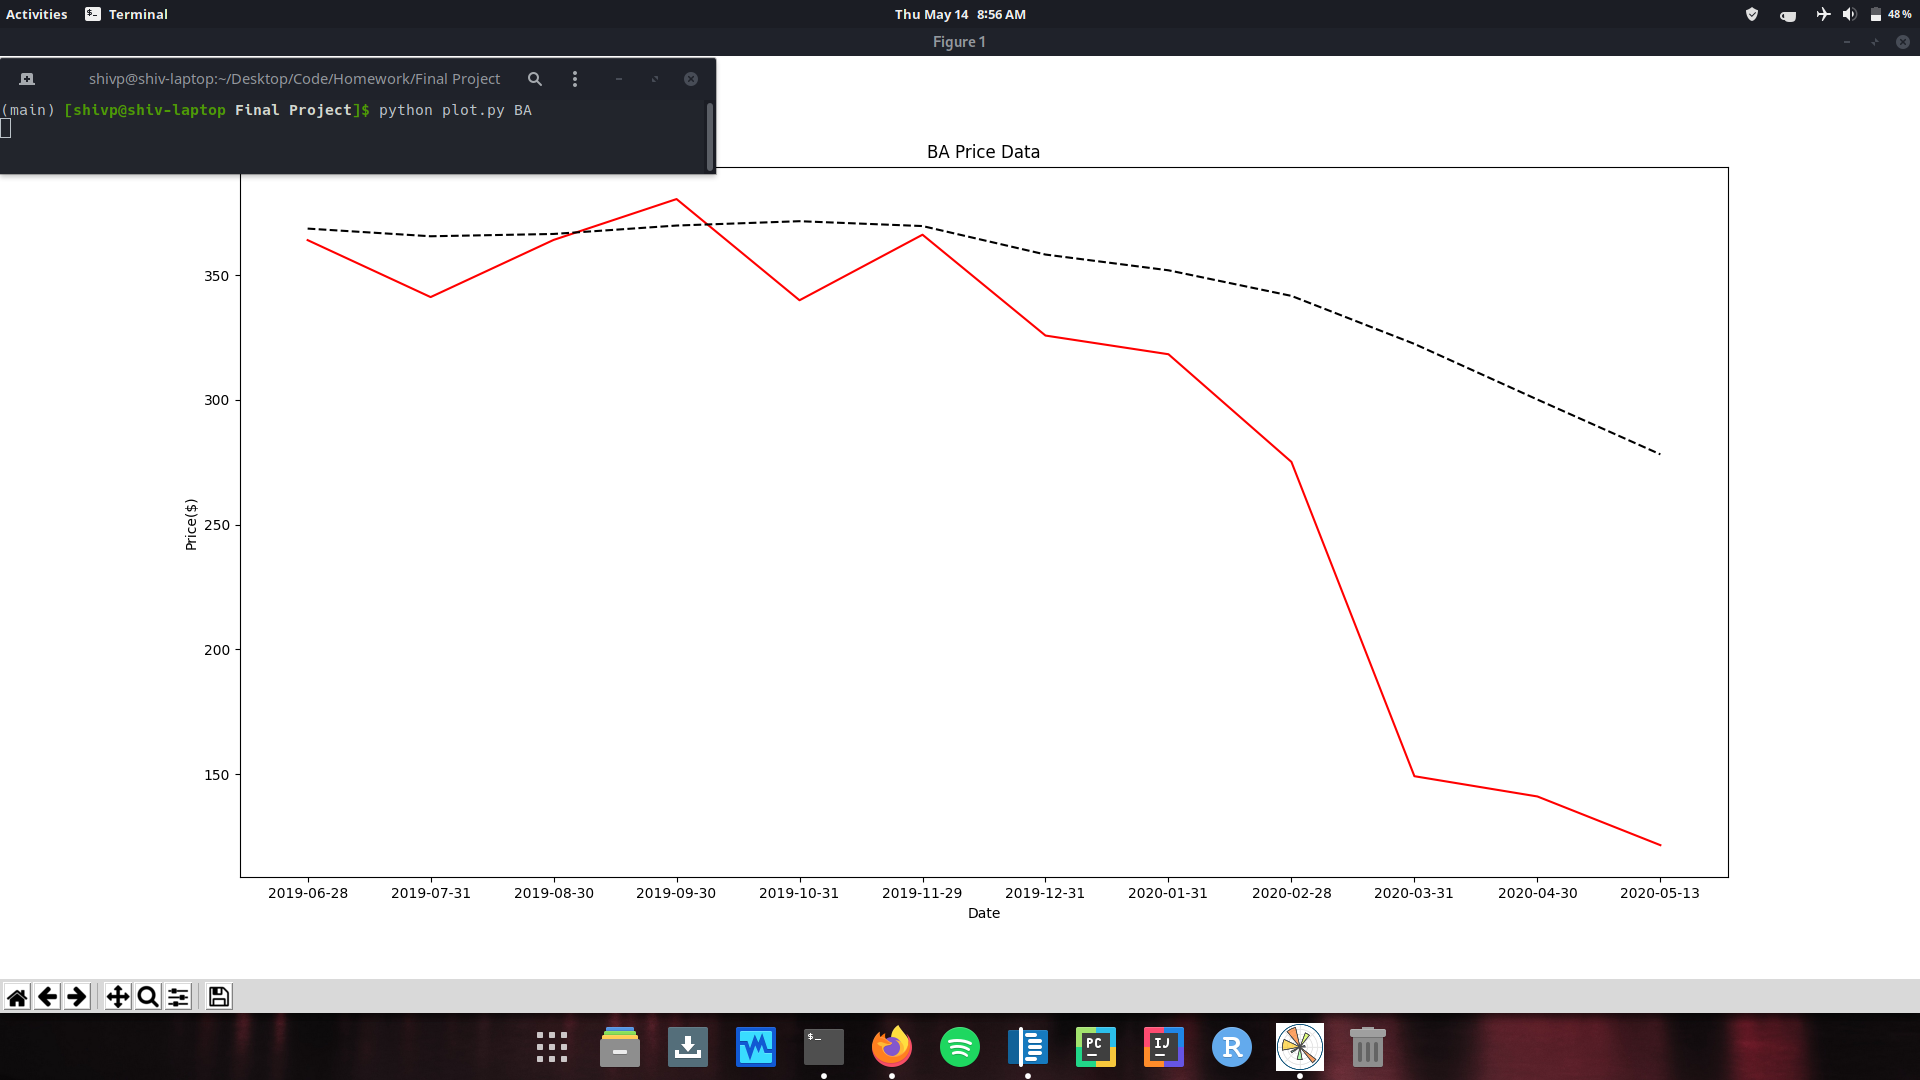 Activities Terminal Thu May 14 8:56 AM 48%
Figure 1
shivp@shiv-laptop:~/Desktop/Code/Homework/Final Project
(main) [shivp@shiv-laptop Final Project]$ python plot.py BA
BA Price Data
350
300
250
200
150
Price($)
2019-06-28 2019-07-31 2019-08-30 2019-09-30 2019-10-31 2019-11-29 2019-12-31 2020-01-31 2020-02-28 2020-03-31 2020-04-30 2020-05-13
Date
$_ PC IJ R